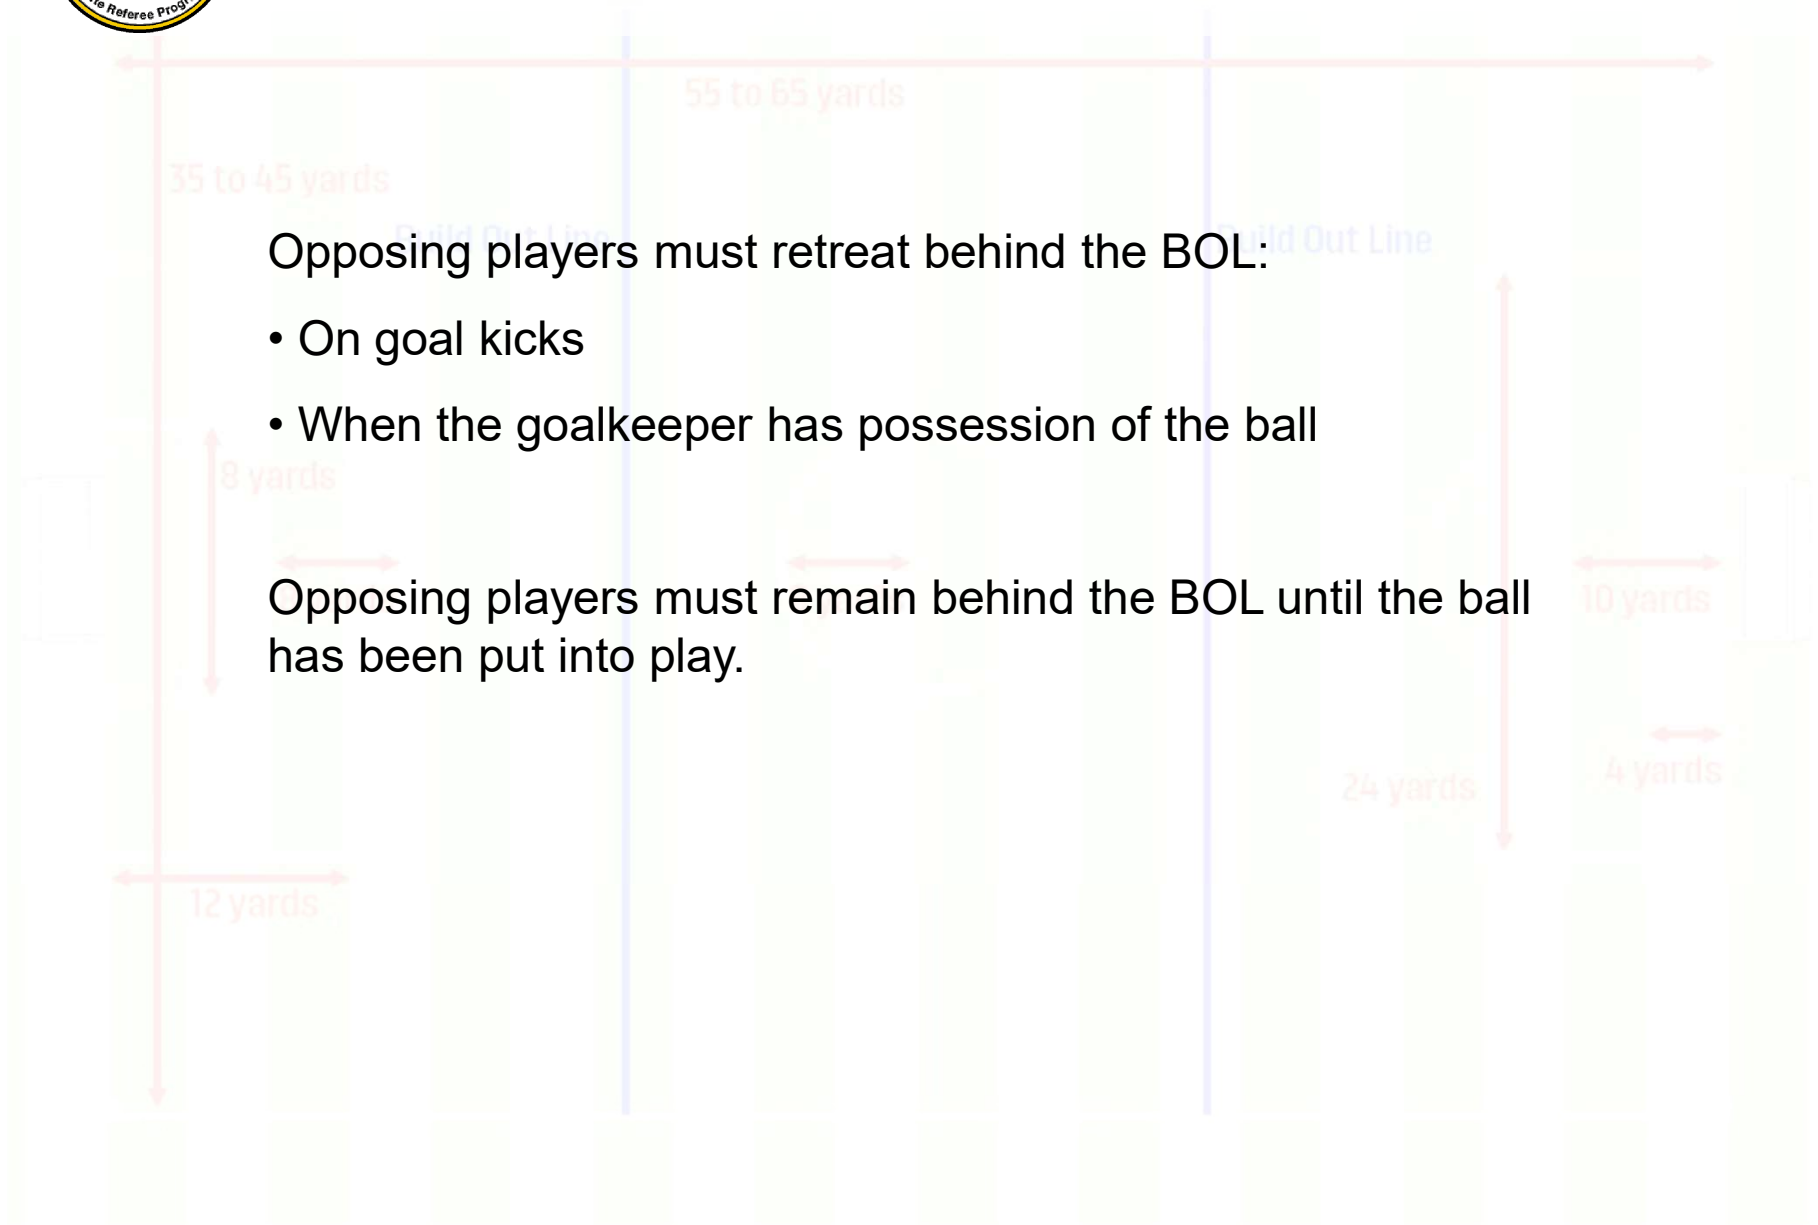 Referee
55 to 65 yards
35 to 45 yards
Build Out Line
Build Out Line
Opposing players must retreat behind the BOL:
• On goal kicks
• When the goalkeeper has possession of the ball
8 yards
Opposing players must remain behind the BOL until the ball
has been put into play.
10 yards
24 yards
4 yards
12 yards